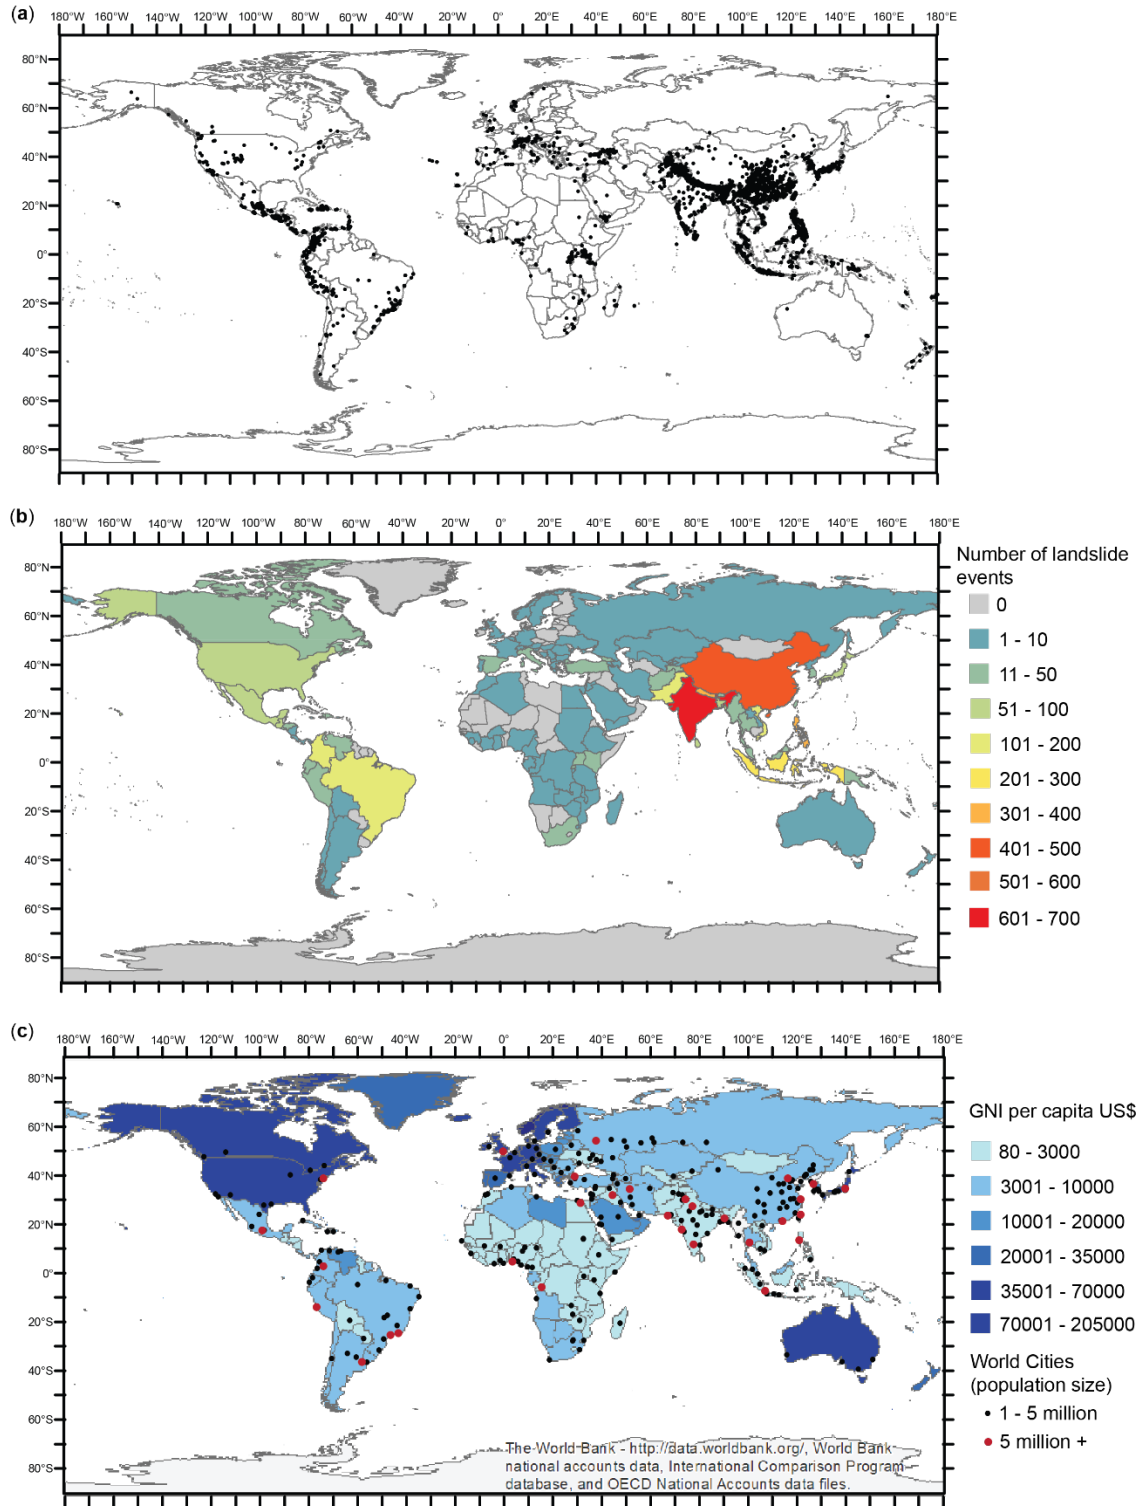 (a)
180°W 160°W 140°W 120°W 100°W 80°W 60°W 40°W 20°W 0° 20°E 40°E 60°E 80°E 100°E 120°E 140°E 160°E 180°E
80°N
60°N
40°N
20°N
0°
20°S
40°S
60°S
80°S
(b)
180°W 160°W 140°W 120°W 100°W 80°W 60°W 40°W 20°W 0° 20°E 40°E 60°E 80°E 100°E 120°E 140°E 160°E 180°E
80°N
60°N
40°N
20°N
0°
20°S
40°S
60°S
80°S
Number of landslide
events
0
1 - 10
11 - 50
51 - 100
101 - 200
201 - 300
301 - 400
401 - 500
501 - 600
601 - 700
(c)
180°W 160°W 140°W 120°W 100°W 80°W 60°W 40°W 20°W 0° 20°E 40°E 60°E 80°E 100°E 120°E 140°E 160°E 180°E
80°N
60°N
40°N
20°N
0°
20°S
40°S
60°S
80°S
GNI per capita US$
80 - 3000
3001 - 10000
10001 - 20000
20001 - 35000
35001 - 70000
70001 - 205000
World Cities
(population size)
1 - 5 million
5 million +
The World Bank - http://data.worldbank.org/, World Bank
national accounts data, International Comparison Program
database, and OECD National Accounts data files.